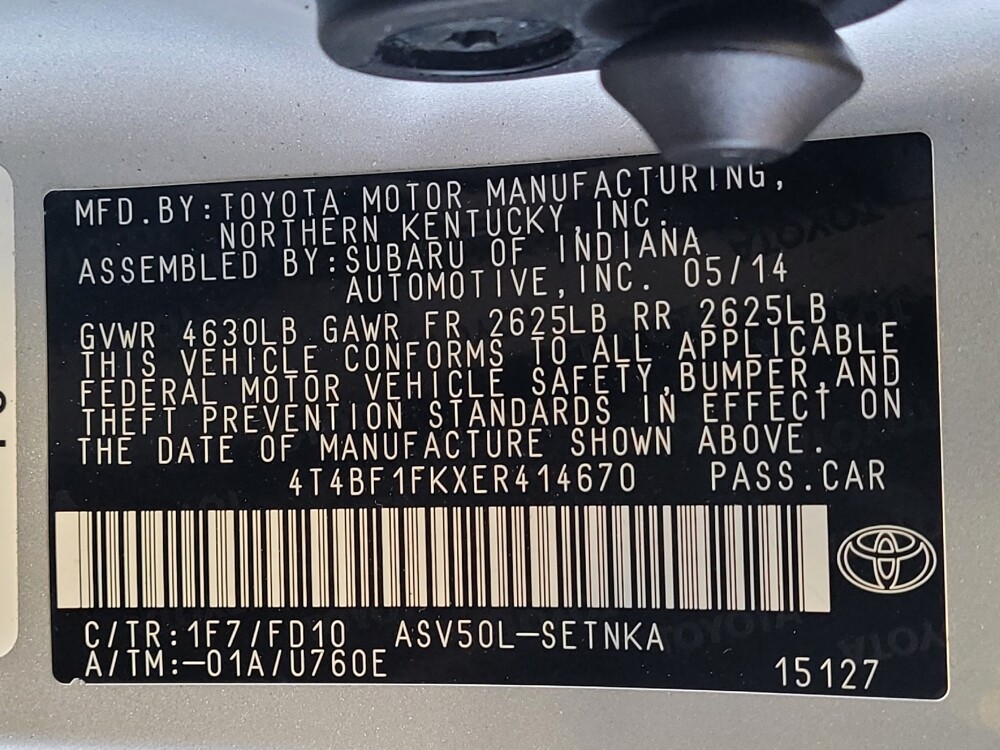 MFD.BY:TOYOTA MOTOR MANUFACTURING,
NORTHERN KENTUCKY,INC.
ASSEMBLED BY:SUBARU OF INDIANA
AUTOMOTIVE,INC. 05/14
GVWR 4630LB GAWR FR 2625LB RR 2625LB
THIS VEHICLE CONFORMS TO ALL APPLICABLE
FEDERAL MOTOR VEHICLE SAFETY,BUMPER,AND
THEFT PREVENTION STANDARDS IN EFFECT ON
THE DATE OF MANUFACTURE SHOWN ABOVE.
4T4BF1FKXER414670 PASS.CAR
C/TR:1F7/FD10 ASV50L-SETNKA
A/TM:-01A/U760E
15127